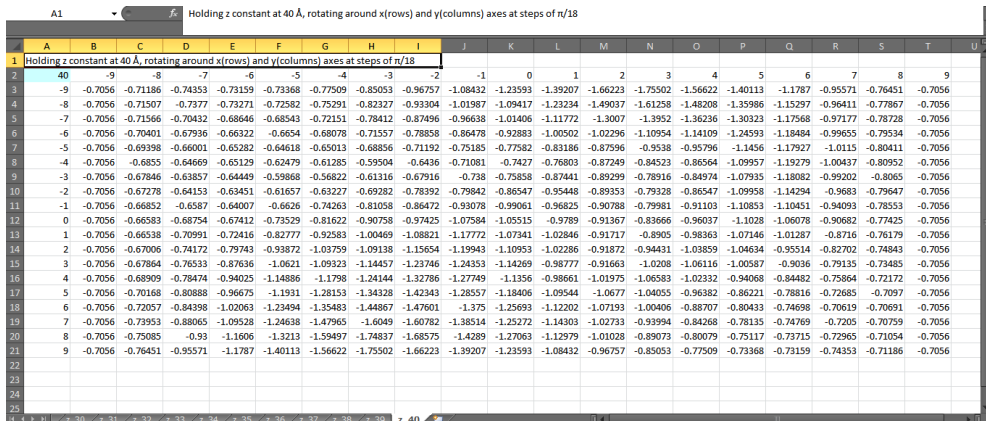 A1 fx Holding z constant at 40 Å, rotating around x(rows) and y(columns) axes at steps of π/18
A B C D E F G H I J K L M N O P Q R S T U
1 Holding z constant at 40 Å, rotating around x(rows) and y(columns) axes at steps of π/18
2 40 -9 -8 -7 -6 -5 -4 -3 -2 -1 0 1 2 3 4 5 6 7 8 9
3 -9 -0.7056 -0.71186 -0.74353 -0.73159 -0.73368 -0.77509 -0.85053 -0.96757 -1.08432 -1.23593 -1.39207 -1.66223 -1.75502 -1.56622 -1.40113 -1.1787 -0.95571 -0.76451 -0.7056
4 -8 -0.7056 -0.71507 -0.7377 -0.73271 -0.72582 -0.75291 -0.82327 -0.93304 -1.01987 -1.09417 -1.23234 -1.49037 -1.61258 -1.48208 -1.35986 -1.15297 -0.96411 -0.77867 -0.7056
5 -7 -0.7056 -0.71566 -0.70432 -0.68646 -0.68543 -0.72151 -0.78412 -0.87496 -0.96638 -1.01406 -1.11772 -1.3007 -1.3952 -1.36236 -1.30323 -1.17568 -0.97177 -0.78728 -0.7056
6 -6 -0.7056 -0.70401 -0.67936 -0.66322 -0.6654 -0.68078 -0.71557 -0.78858 -0.86478 -0.92883 -1.00502 -1.02296 -1.10954 -1.14109 -1.24593 -1.18484 -0.99655 -0.79534 -0.7056
7 -5 -0.7056 -0.69398 -0.66001 -0.65282 -0.64618 -0.65013 -0.68856 -0.71192 -0.75185 -0.77582 -0.83186 -0.87596 -0.9538 -0.95796 -1.1456 -1.17927 -1.0115 -0.80411 -0.7056
8 -4 -0.7056 -0.6855 -0.64669 -0.65129 -0.62479 -0.61285 -0.59504 -0.6436 -0.71081 -0.7427 -0.76803 -0.87249 -0.84523 -0.86564 -1.09957 -1.19279 -1.00437 -0.80952 -0.7056
9 -3 -0.7056 -0.67846 -0.63857 -0.64449 -0.59868 -0.56822 -0.61316 -0.67916 -0.738 -0.75858 -0.87441 -0.89299 -0.78916 -0.84974 -1.07935 -1.18082 -0.99202 -0.8065 -0.7056
10 -2 -0.7056 -0.67278 -0.64153 -0.63451 -0.61657 -0.63227 -0.69282 -0.78392 -0.79842 -0.86547 -0.95448 -0.89353 -0.79328 -0.86547 -1.09958 -1.14294 -0.9683 -0.79647 -0.7056
11 -1 -0.7056 -0.66852 -0.6587 -0.64007 -0.6626 -0.74263 -0.81058 -0.86472 -0.93078 -0.99061 -0.96825 -0.90788 -0.79981 -0.91103 -1.10853 -1.10451 -0.94093 -0.78553 -0.7056
12 0 -0.7056 -0.66583 -0.68754 -0.67412 -0.73529 -0.81622 -0.90758 -0.97425 -1.07584 -1.05515 -0.9789 -0.91367 -0.83666 -0.96037 -1.1028 -1.06078 -0.90682 -0.77425 -0.7056
13 1 -0.7056 -0.66538 -0.70991 -0.72416 -0.82777 -0.92583 -1.00469 -1.08821 -1.17772 -1.07341 -1.02846 -0.91717 -0.8905 -0.98363 -1.07146 -1.01287 -0.8716 -0.76179 -0.7056
14 2 -0.7056 -0.67006 -0.74172 -0.79743 -0.93872 -1.03759 -1.09138 -1.15654 -1.19943 -1.10953 -1.02286 -0.91872 -0.94431 -1.03859 -1.04634 -0.95514 -0.82702 -0.74843 -0.7056
15 3 -0.7056 -0.67864 -0.76533 -0.87636 -1.0621 -1.09323 -1.14457 -1.23746 -1.24353 -1.14269 -0.98777 -0.91663 -1.0208 -1.06116 -1.00587 -0.9036 -0.79135 -0.73485 -0.7056
16 4 -0.7056 -0.68909 -0.78474 -0.94025 -1.14886 -1.1798 -1.24144 -1.32786 -1.27749 -1.1356 -0.98661 -1.01975 -1.06583 -1.02332 -0.94068 -0.84482 -0.75864 -0.72172 -0.7056
17 5 -0.7056 -0.70168 -0.80888 -0.96675 -1.1931 -1.28153 -1.34328 -1.42343 -1.28557 -1.18406 -1.09544 -1.0677 -1.04055 -0.96382 -0.86221 -0.78816 -0.72685 -0.7097 -0.7056
18 6 -0.7056 -0.72057 -0.84398 -1.02063 -1.23494 -1.35483 -1.44867 -1.47601 -1.375 -1.25693 -1.12202 -1.07193 -1.00406 -0.88707 -0.80433 -0.74698 -0.70619 -0.70691 -0.7056
19 7 -0.7056 -0.73953 -0.88065 -1.09528 -1.24638 -1.47965 -1.6049 -1.60782 -1.38514 -1.25272 -1.14303 -1.02733 -0.93994 -0.84268 -0.78135 -0.74769 -0.7205 -0.70759 -0.7056
20 8 -0.7056 -0.75085 -0.93 -1.1606 -1.3213 -1.59497 -1.74837 -1.68575 -1.4289 -1.27063 -1.12979 -1.01028 -0.89073 -0.80079 -0.75117 -0.73715 -0.72965 -0.71054 -0.7056
21 9 -0.7056 -0.76451 -0.95571 -1.1787 -1.40113 -1.56622 -1.75502 -1.66223 -1.39207 -1.23593 -1.08432 -0.96757 -0.85053 -0.77509 -0.73368 -0.73159 -0.74353 -0.71186 -0.7056
22
23
24
25
z_30 z_31 z_32 z_33 z_34 z_35 z_36 z_37 z_38 z_39 z_40